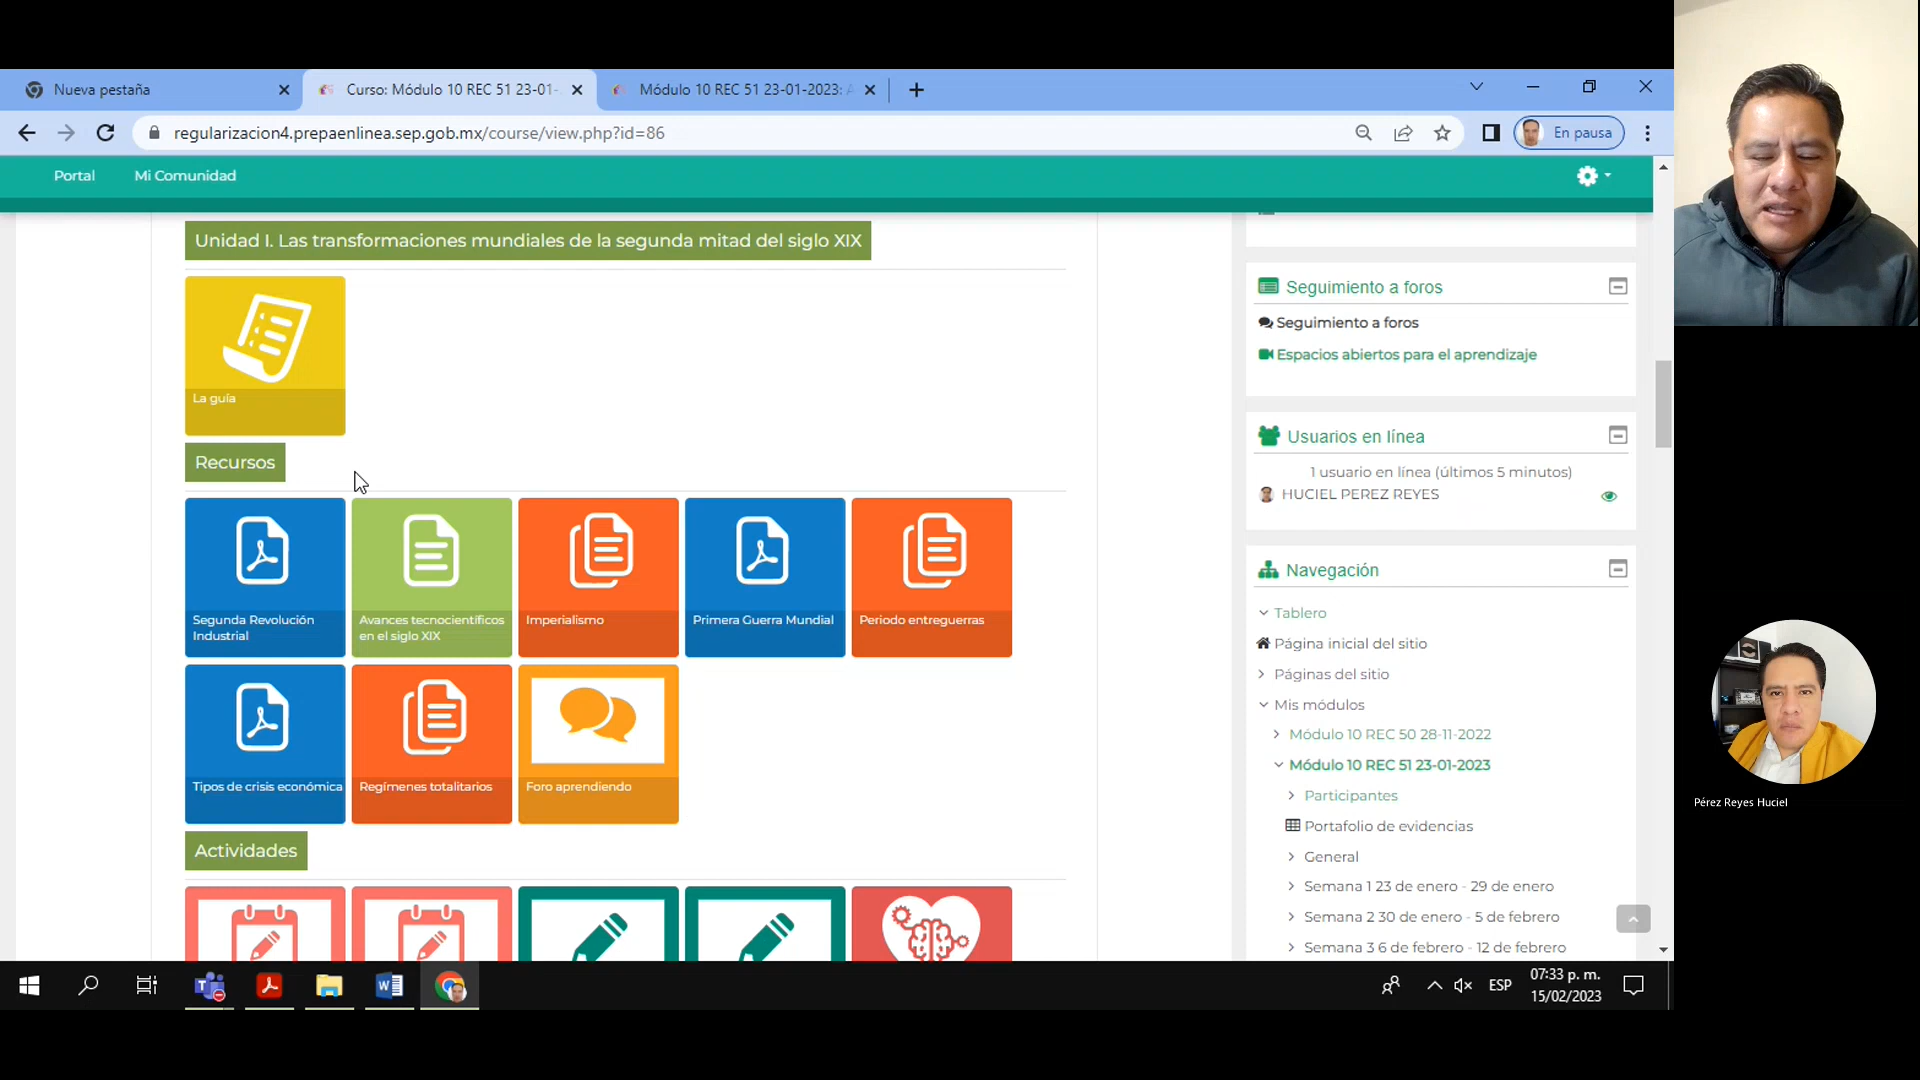 Nueva pestaña
Curso: Módulo 10 REC 51 23-01-
Módulo 10 REC 51 23-01-2023: A
regularizacion4.prepaenlinea.sep.gob.mx/course/view.php?id=86
En pausa
Portal
Mi Comunidad
Unidad I. Las transformaciones mundiales de la segunda mitad del siglo XIX
La guía
Recursos
Segunda Revolución
Industrial
Avances tecnocientíficos
en el siglo XIX
Imperialismo
Primera Guerra Mundial
Periodo entreguerras
Tipos de crisis económica
Regímenes totalitarios
Foro aprendiendo
Actividades
Seguimiento a foros
Seguimiento a foros
Espacios abiertos para el aprendizaje
Usuarios en línea
1 usuario en línea (últimos 5 minutos)
HUCIEL PEREZ REYES
Navegación
Tablero
Página inicial del sitio
Páginas del sitio
Mis módulos
Módulo 10 REC 50 28-11-2022
Módulo 10 REC 51 23-01-2023
Participantes
Portafolio de evidencias
General
Semana 1 23 de enero - 29 de enero
Semana 2 30 de enero - 5 de febrero
Semana 3 6 de febrero - 12 de febrero
Pérez Reyes Huciel
ESP
07:33 p. m.
15/02/2023